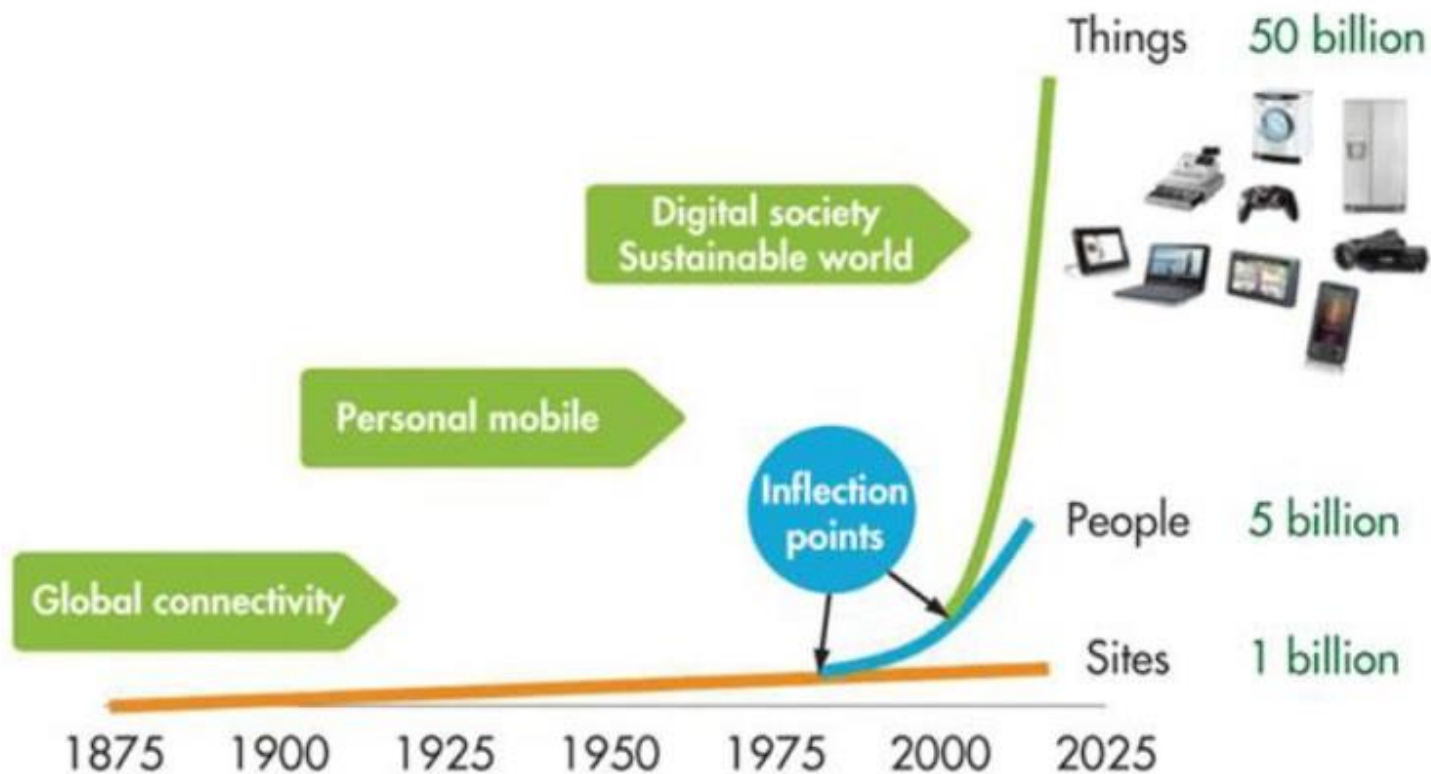 Things 50 billion
Digital society
Sustainable world
Personal mobile
Inflection
points
People 5 billion
Global connectivity
Sites 1 billion
1875 1900 1925 1950 1975 2000 2025